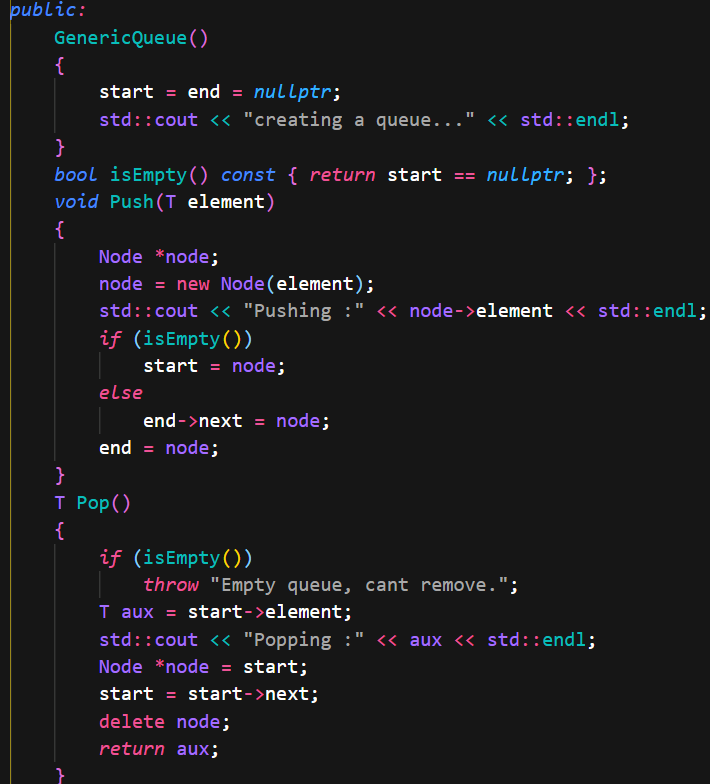 public:
    GenericQueue()
    {
        start = end = nullptr;
        std::cout << "creating a queue..." << std::endl;
    }
    bool isEmpty() const { return start == nullptr; };
    void Push(T element)
    {
        Node *node;
        node = new Node(element);
        std::cout << "Pushing :" << node->element << std::endl;
        if (isEmpty())
            start = node;
        else
            end->next = node;
        end = node;
    }
    T Pop()
    {
        if (isEmpty())
            throw "Empty queue, cant remove.";
        T aux = start->element;
        std::cout << "Popping :" << aux << std::endl;
        Node *node = start;
        start = start->next;
        delete node;
        return aux;
    }